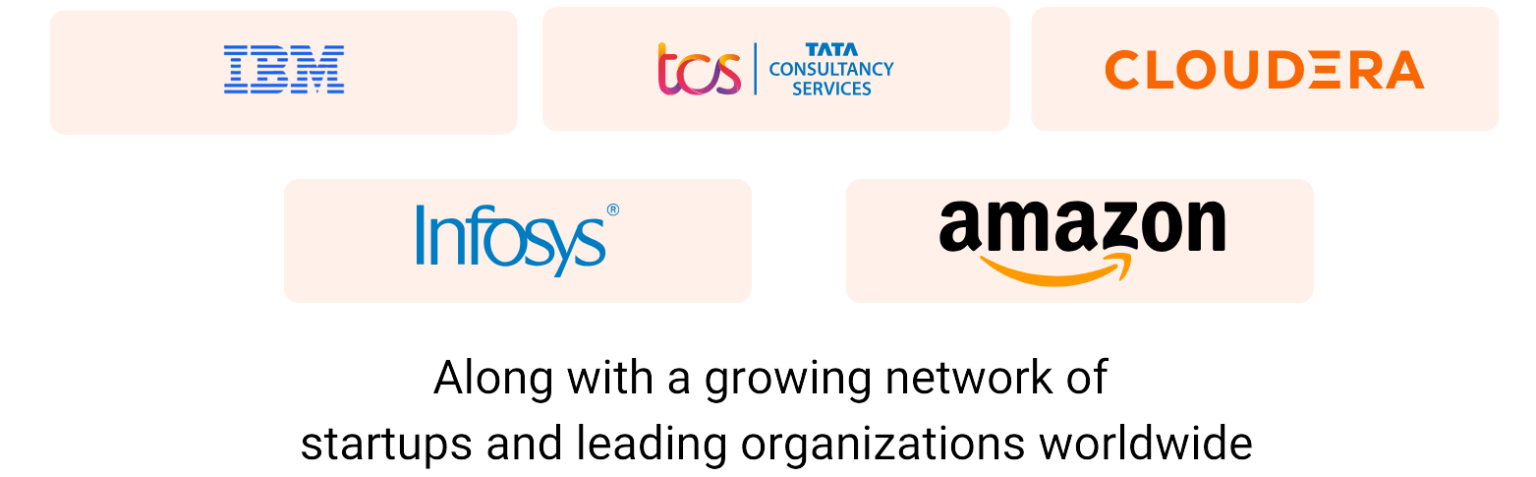 IBM
tcs
TATA
CONSULTANCY
SERVICES
CLOUDERA
Infosys®
amazon
Along with a growing network of
startups and leading organizations worldwide